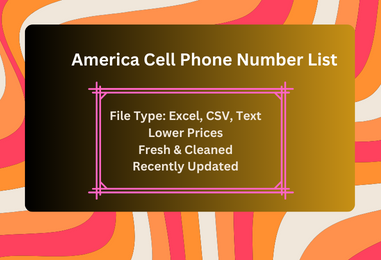 America Cell Phone Number List
File Type: Excel, CSV, Text
Lower Prices
Fresh & Cleaned
Recently Updated